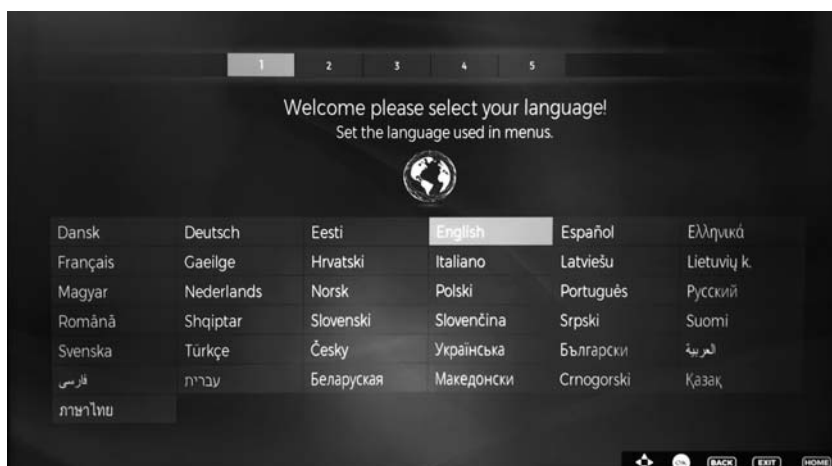 1 2 3 4 5
Welcome please select your language!
Set the language used in menus.
Dansk Deutsch Eesti English Español Ελληνικά
Français Gaeilge Hrvatski Italiano Latviešu Lietuvių k.
Magyar Nederlands Norsk Polski Português Русский
Română Shqiptar Slovenski Slovenčina Srpski Suomi
Svenska Türkçe Česky Українська Български العربية
فارسی עברית Беларуская Македонски Crnogorski Қазақ
ภาษาไทย
OK BACK EXIT HOME